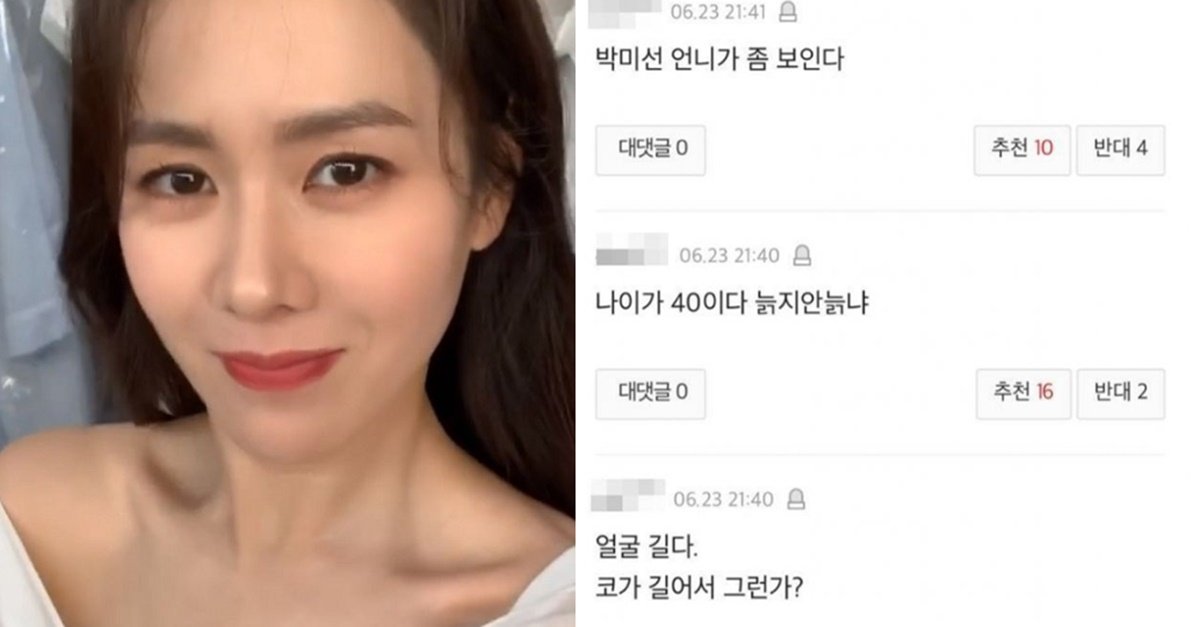 06.23 21:41
박미선 언니가 좀 보인다
대댓글 0
추천 10
반대 4
06.23 21:40
나이가 40이다 늙지안늙냐
대댓글 0
추천 16
반대 2
06.23 21:40
얼굴 길다.
코가 길어서 그런가?